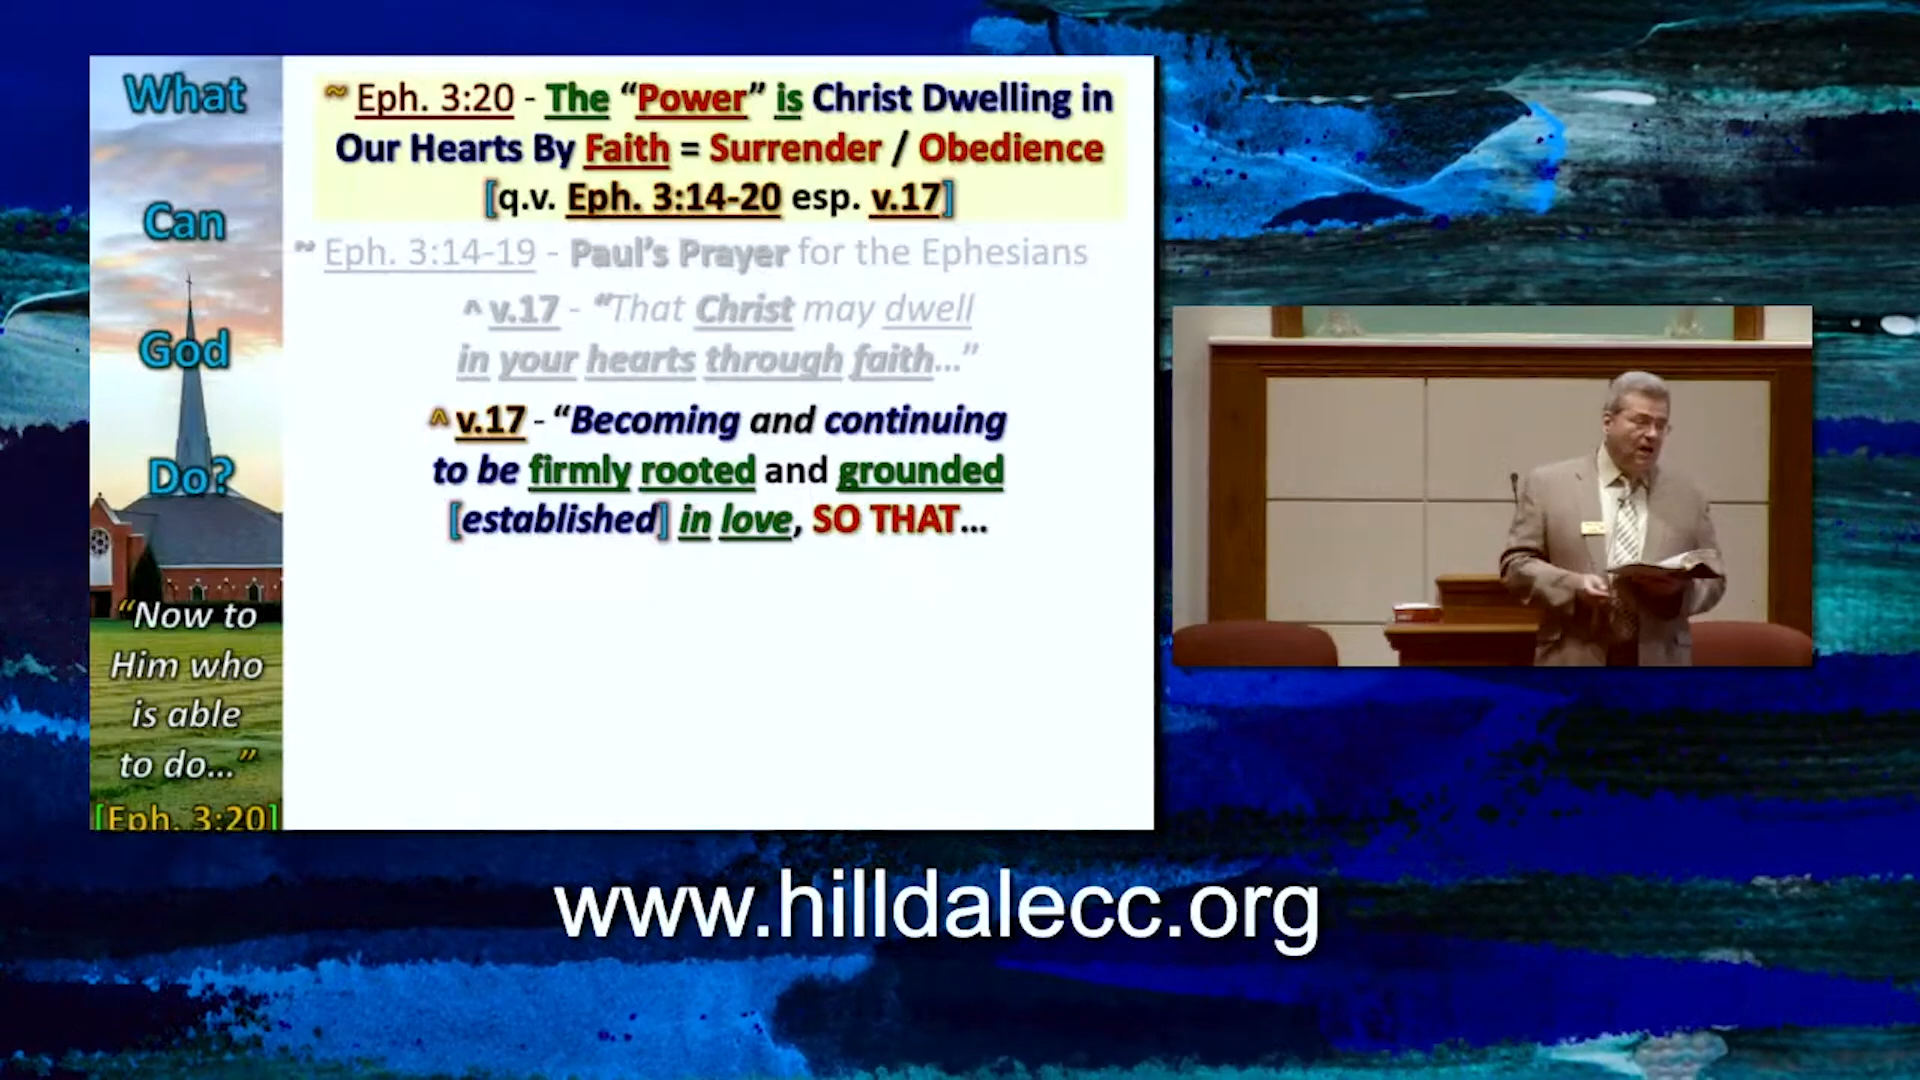 What
Can
God
Do?
“Now to
Him who
is able
to do...”
[Eph. 3:20]
~ Eph. 3:20 - The “Power” is Christ Dwelling in
Our Hearts By Faith = Surrender / Obedience
[q.v. Eph. 3:14-20 esp. v.17]
~ Eph. 3:14-19 - Paul’s Prayer for the Ephesians
^ v.17 - “That Christ may dwell
in your hearts through faith...”
^ v.17 - “Becoming and continuing
to be firmly rooted and grounded
[established] in love, SO THAT...
www.hilldalecc.org